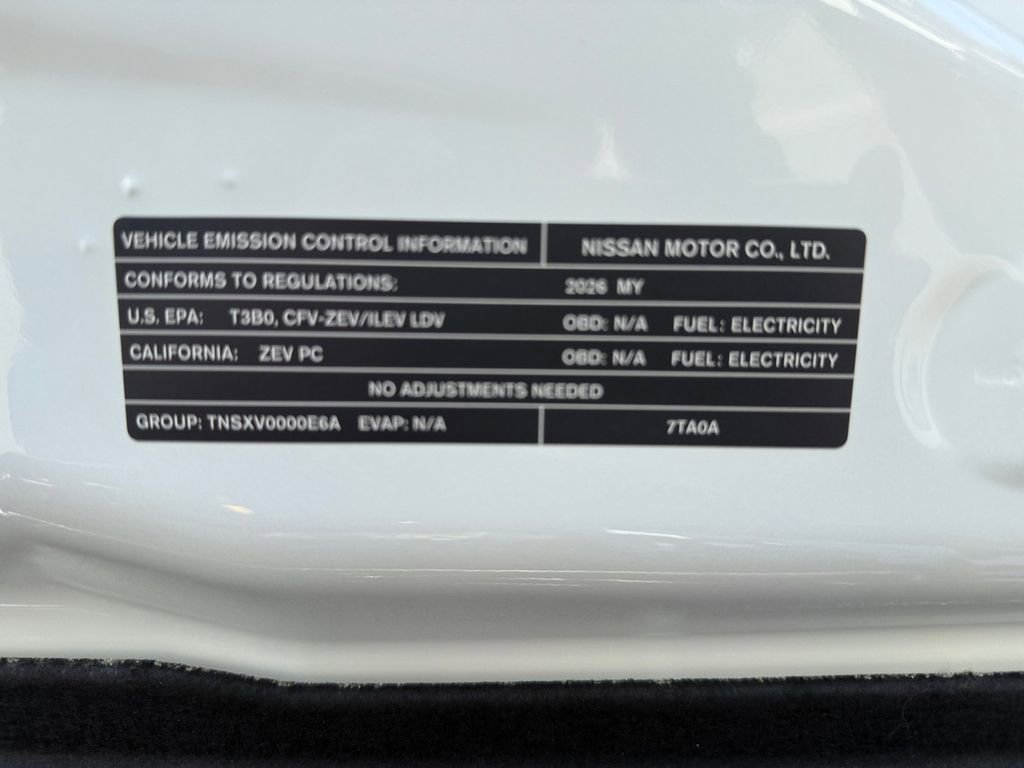 VEHICLE EMISSION CONTROL INFORMATION NISSAN MOTOR CO., LTD.
CONFORMS TO REGULATIONS: 2026 MY
U.S. EPA: T3B0, CFV-ZEV/ILEV LDV OBD: N/A FUEL: ELECTRICITY
CALIFORNIA: ZEV PC OBD: N/A FUEL: ELECTRICITY
NO ADJUSTMENTS NEEDED
GROUP: TNSXV0000E6A EVAP: N/A 7TA0A